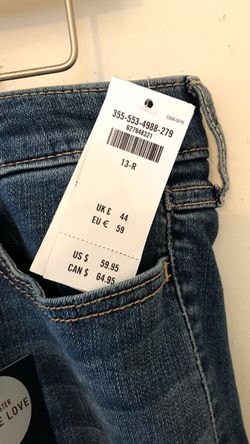 355-553-4988-279
627948321
13-R
UK £ 44
EU € 59
US $ 59.95
CAN $ 64.95
LOVE